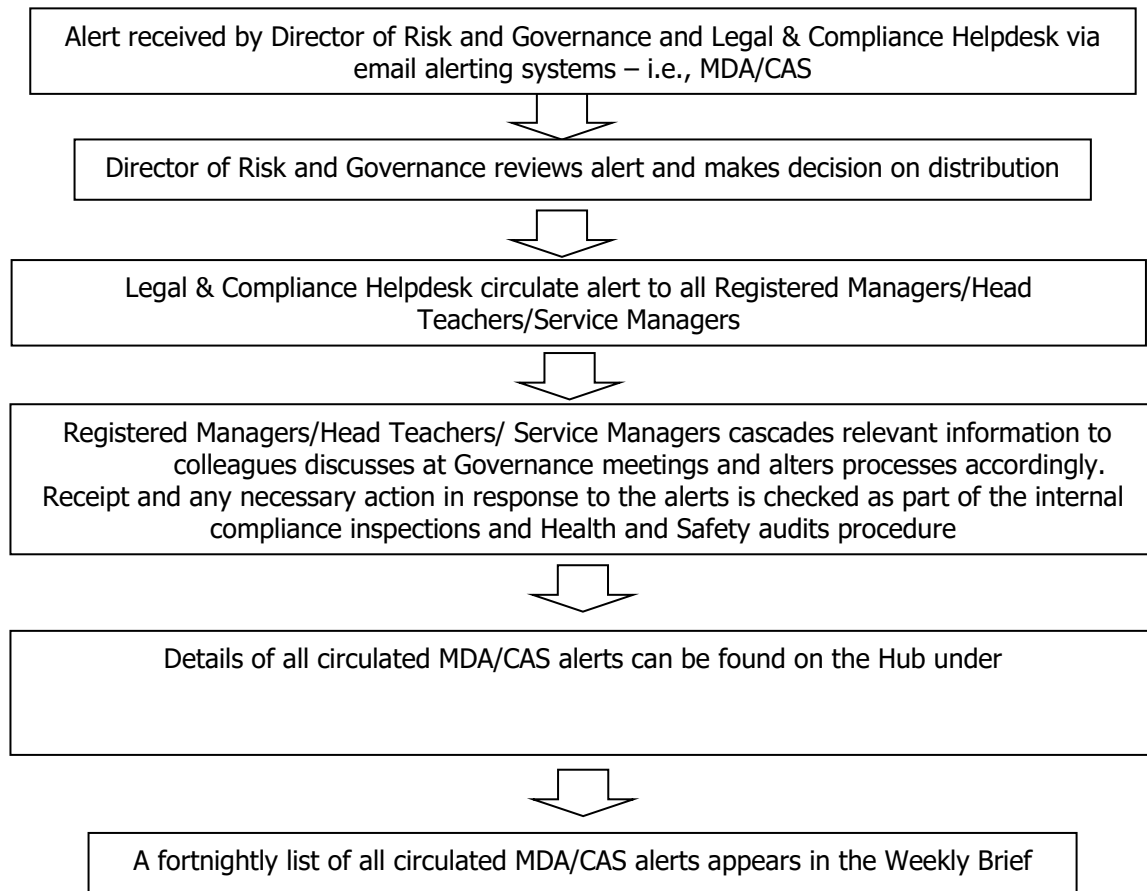 Alert received by Director of Risk and Governance and Legal & Compliance Helpdesk via
email alerting systems – i.e., MDA/CAS
Director of Risk and Governance reviews alert and makes decision on distribution
Legal & Compliance Helpdesk circulate alert to all Registered Managers/Head
Teachers/Service Managers
Registered Managers/Head Teachers/ Service Managers cascades relevant information to
colleagues discusses at Governance meetings and alters processes accordingly.
Receipt and any necessary action in response to the alerts is checked as part of the internal
compliance inspections and Health and Safety audits procedure
Details of all circulated MDA/CAS alerts can be found on the Hub under
A fortnightly list of all circulated MDA/CAS alerts appears in the Weekly Brief